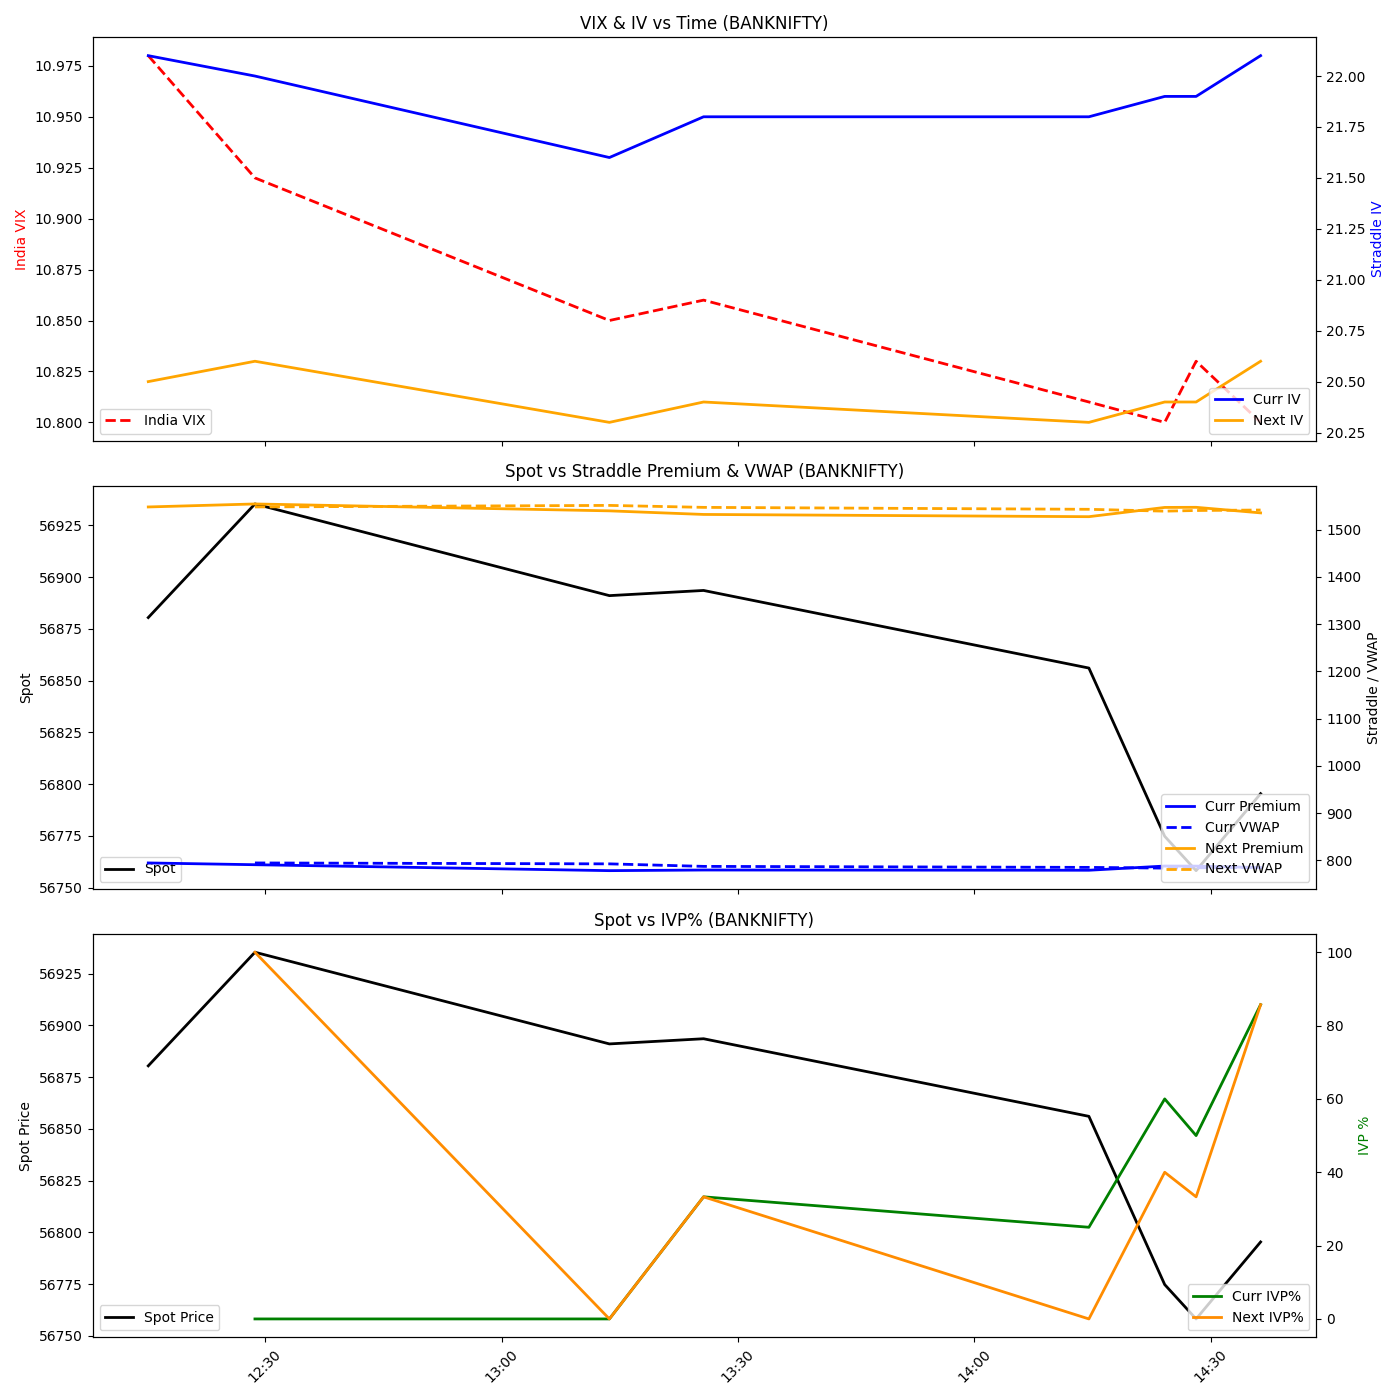 VIX & IV vs Time (BANKNIFTY)
India VIX
10.975
10.950
10.925
10.900
10.875
10.850
10.825
10.800
22.00
21.75
21.50
21.25
21.00
20.75
20.50
20.25
Straddle IV
India VIX
Curr IV
Next IV
Spot vs Straddle Premium & VWAP (BANKNIFTY)
Spot
56925
56900
56875
56850
56825
56800
56775
56750
1500
1400
1300
1200
1100
1000
900
800
Straddle / VWAP
Spot
Curr Premium
Curr VWAP
Next Premium
Next VWAP
Spot vs IVP% (BANKNIFTY)
Spot Price
56925
56900
56875
56850
56825
56800
56775
56750
100
80
60
40
20
0
IVP %
Spot Price
Curr IVP%
Next IVP%
12:30
13:00
13:30
14:00
14:30